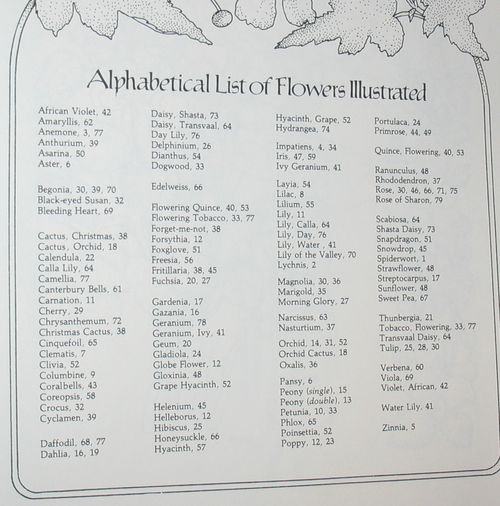 Alphabetical List of Flowers Illustrated
African Violet, 42
Amaryllis, 62
Anemone, 3, 77
Anthurium, 39
Asarina, 50
Aster, 6
Begonia, 30, 39, 70
Black-eyed Susan, 32
Bleeding Heart, 69
Cactus, Christmas, 38
Cactus, Orchid, 18
Calendula, 22
Calla Lily, 64
Camellia, 77
Canterbury Bells, 61
Carnation, 11
Cherry, 29
Chrysanthemum, 72
Christmas Cactus, 38
Cinquefoil, 65
Clematis, 7
Clivia, 52
Columbine, 9
Coralbells, 43
Coreopsis, 58
Crocus, 32
Cyclamen, 39
Daffodil, 68, 77
Dahlia, 16, 19
Daisy, Shasta, 73
Daisy, Transvaal, 64
Day Lily, 76
Delphinium, 26
Dianthus, 54
Dogwood, 33
Edelweiss, 66
Flowering Quince, 40, 53
Flowering Tobacco, 33, 77
Forget-me-not, 38
Forsythia, 12
Foxglove, 51
Freesia, 56
Fritillaria, 38, 45
Fuchsia, 20, 27
Gardenia, 17
Gazania, 16
Geranium, 78
Geranium, Ivy, 41
Geum, 20
Gladiola, 24
Globe Flower, 12
Gloxinia, 48
Grape Hyacinth, 52
Helenium, 45
Helleborus, 12
Hibiscus, 25
Honeysuckle, 66
Hyacinth, 57
Hyacinth, Grape, 52
Hydrangea, 74
Impatiens, 4, 34
Iris, 47, 59
Ivy Geranium, 41
Layia, 54
Lilac, 8
Lilium, 55
Lily, 11
Lily, Calla, 64
Lily, Day, 76
Lily, Water , 41
Lily of the Valley, 70
Lychnis, 2
Magnolia, 30, 36
Marigold, 35
Morning Glory, 27
Narcissus, 63
Nasturtium, 37
Orchid, 14, 31, 52
Orchid Cactus, 18
Oxalis, 36
Pansy, 6
Peony (single), 15
Peony (double), 13
Petunia, 10, 33
Phlox, 65
Poinsettia, 52
Poppy, 12, 23
Portulaca, 24
Primrose, 44, 49
Quince, Flowering, 40, 53
Ranunculus, 48
Rhododendron, 37
Rose, 30, 46, 66, 71, 75
Rose of Sharon, 79
Scabiosa, 64
Shasta Daisy, 73
Snapdragon, 51
Snowdrop, 45
Spiderwort, 1
Strawflower, 48
Streptocarpus, 17
Sunflower, 48
Sweet Pea, 67
Thunbergia, 21
Tobacco, Flowering, 33, 77
Transvaal Daisy, 64
Tulip, 25, 28, 30
Verbena, 60
Viola, 69
Violet, African, 42
Water Lily, 41
Zinnia, 5